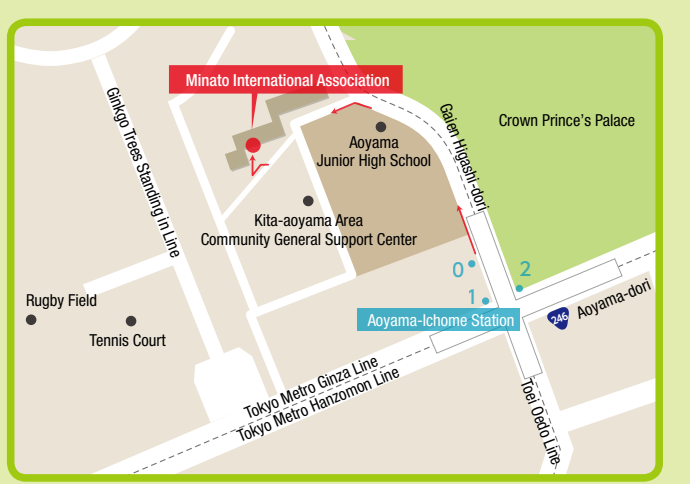 Minato International Association
Ginkgo Trees Standing in Line
Gaien Higashi-dori
Crown Prince's Palace
Aoyama
Junior High School
Kita-aoyama Area
Community General Support Center
0
2
1
Rugby Field
Tennis Court
Aoyama-Ichome Station
246
Aoyama-dori
Tokyo Metro Ginza Line
Tokyo Metro Hanzomon Line
Toei Oedo Line